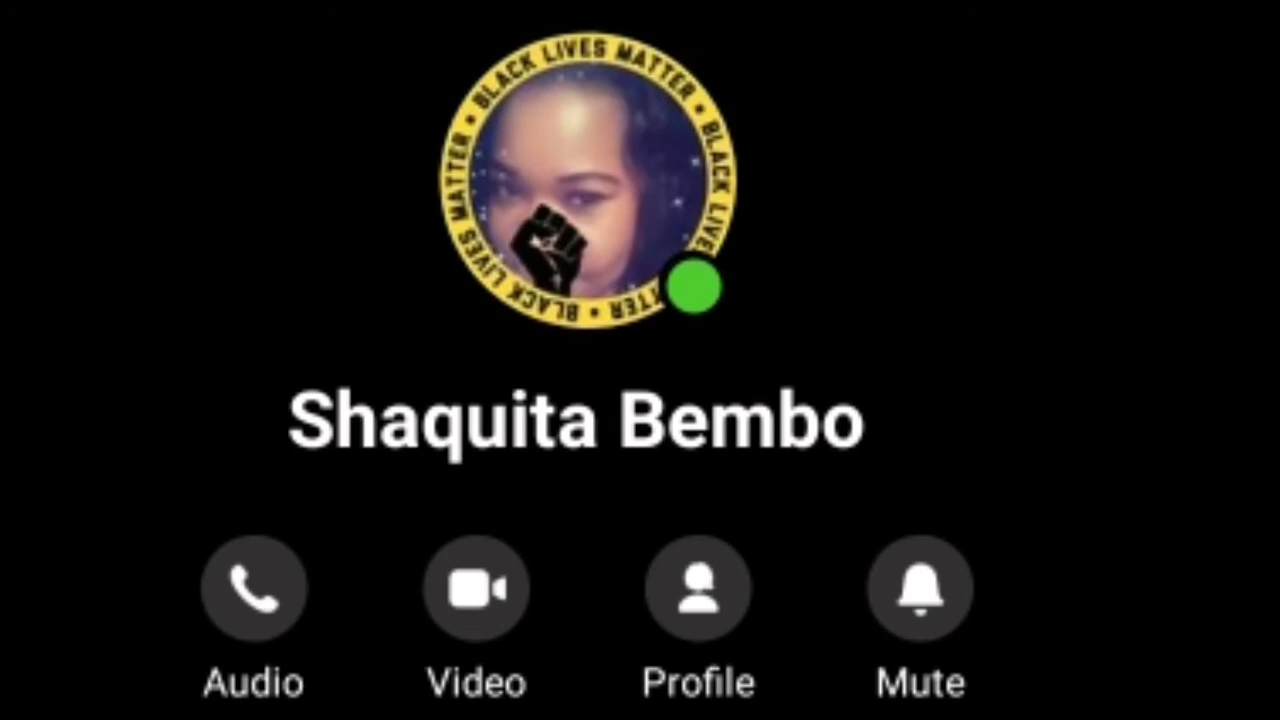 BLACK LIVES MATTER • BLACK LIVES MATTER • BLACK LIVES MATTER •
Shaquita Bembo
Audio Video Profile Mute